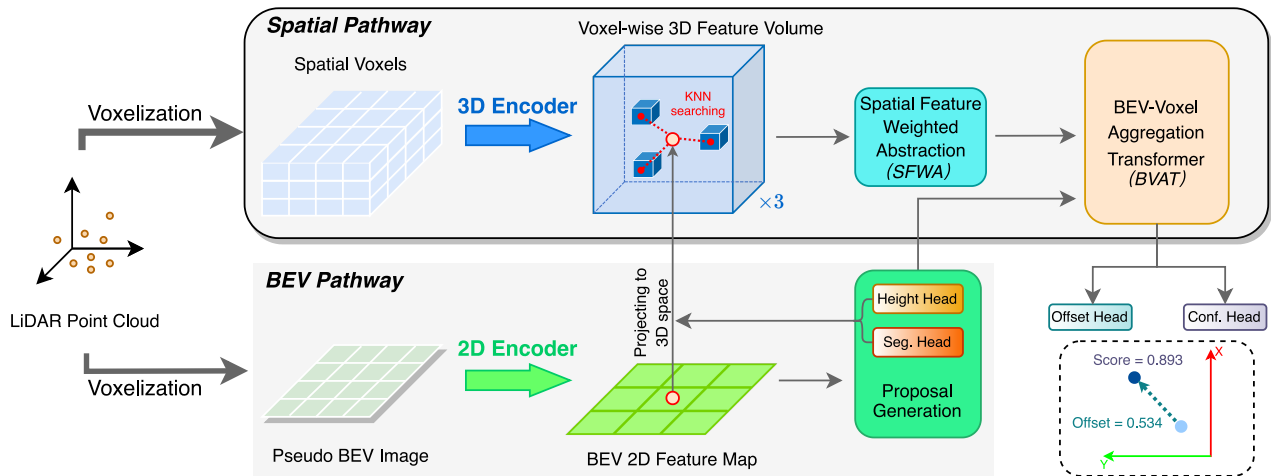 Spatial Pathway
Voxel-wise 3D Feature Volume
Spatial Voxels
Voxelization
3D Encoder
KNN
searching
×3
Spatial Feature
Weighted
Abstraction
(SFWA)
BEV-Voxel
Aggregation
Transformer
(BVAT)
LiDAR Point Cloud
BEV Pathway
Voxelization
Pseudo BEV Image
2D Encoder
Projecting to
3D space
BEV 2D Feature Map
Height Head
Seg. Head
Proposal
Generation
Offset Head
Conf. Head
Score = 0.893
X
Offset = 0.534
Y